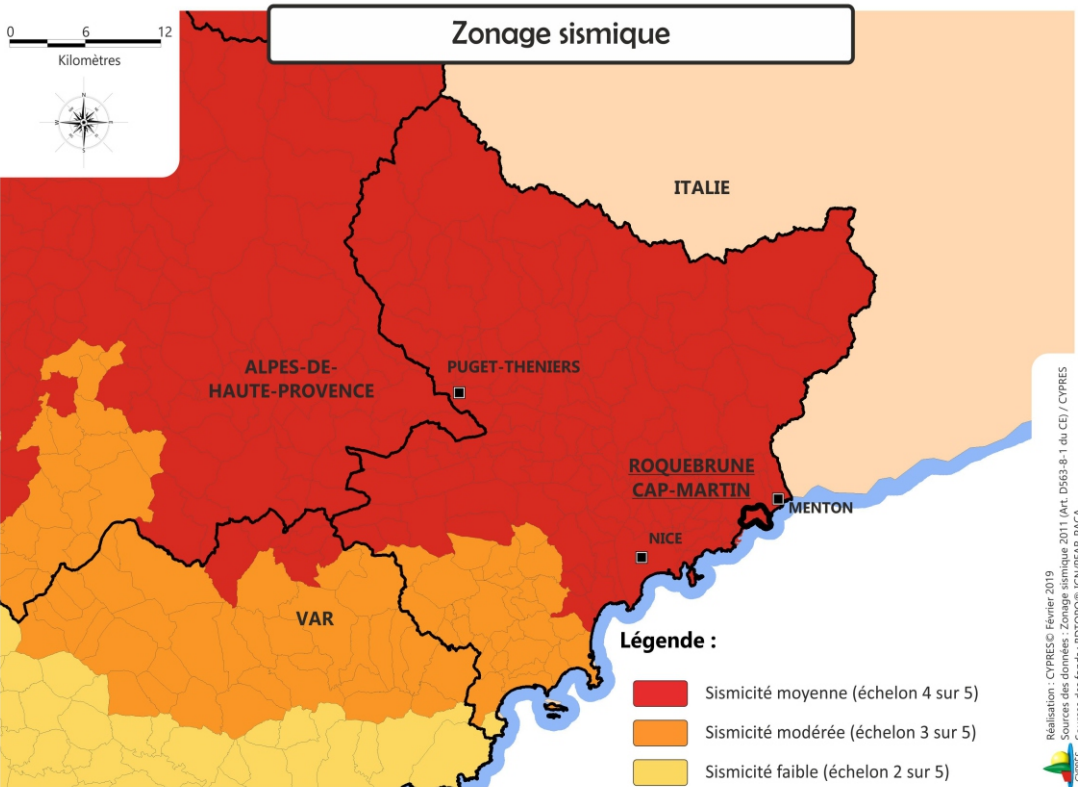 Zonage sismique
0 6 12
Kilomètres
N
E
S
W
ITALIE
ALPES-DE-
HAUTE-PROVENCE
PUGET-THENIERS
ROQUEBRUNE
CAP-MARTIN
MENTON
NICE
VAR
Légende :
Sismicité moyenne (échelon 4 sur 5)
Sismicité modérée (échelon 3 sur 5)
Sismicité faible (échelon 2 sur 5)
Réalisation : CYPRES© Février 2019
Sources des données : Zonage sismique 2011 (Art. D563-8-1 du CE) / CYPRES